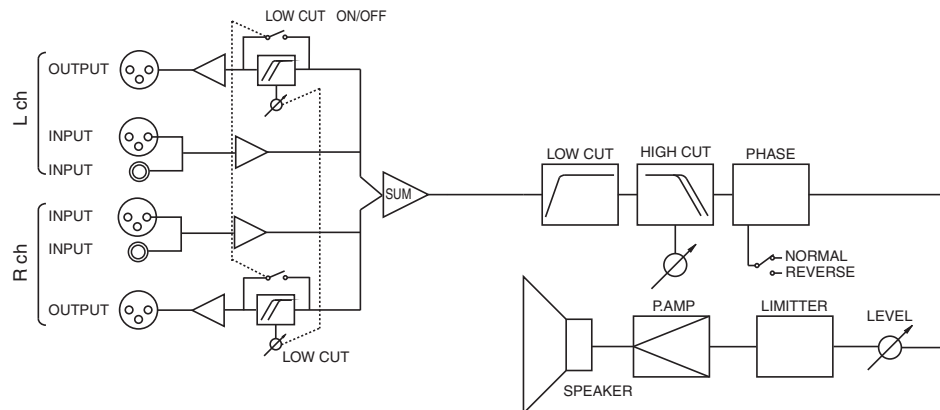 LOW CUT ON/OFF
L ch
OUTPUT
INPUT
INPUT
R ch
INPUT
INPUT
OUTPUT
LOW CUT
SUM
LOW CUT
HIGH CUT
PHASE
NORMAL
REVERSE
SPEAKER
P.AMP
LIMITTER
LEVEL